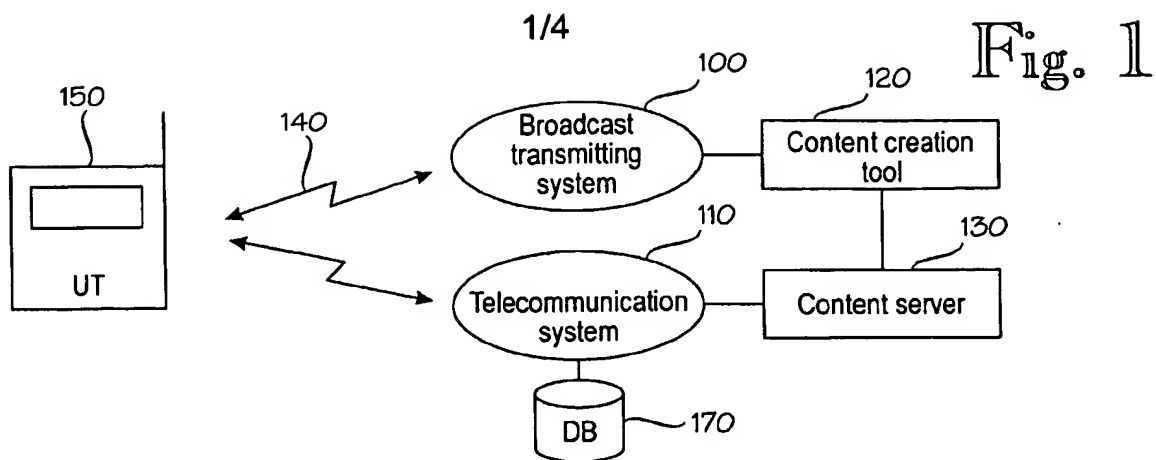 1/4
Fig. 1
150
140
100
120
Broadcast
transmitting
system
Content creation
tool
110
130
UT
Telecommunication
system
Content server
DB
170